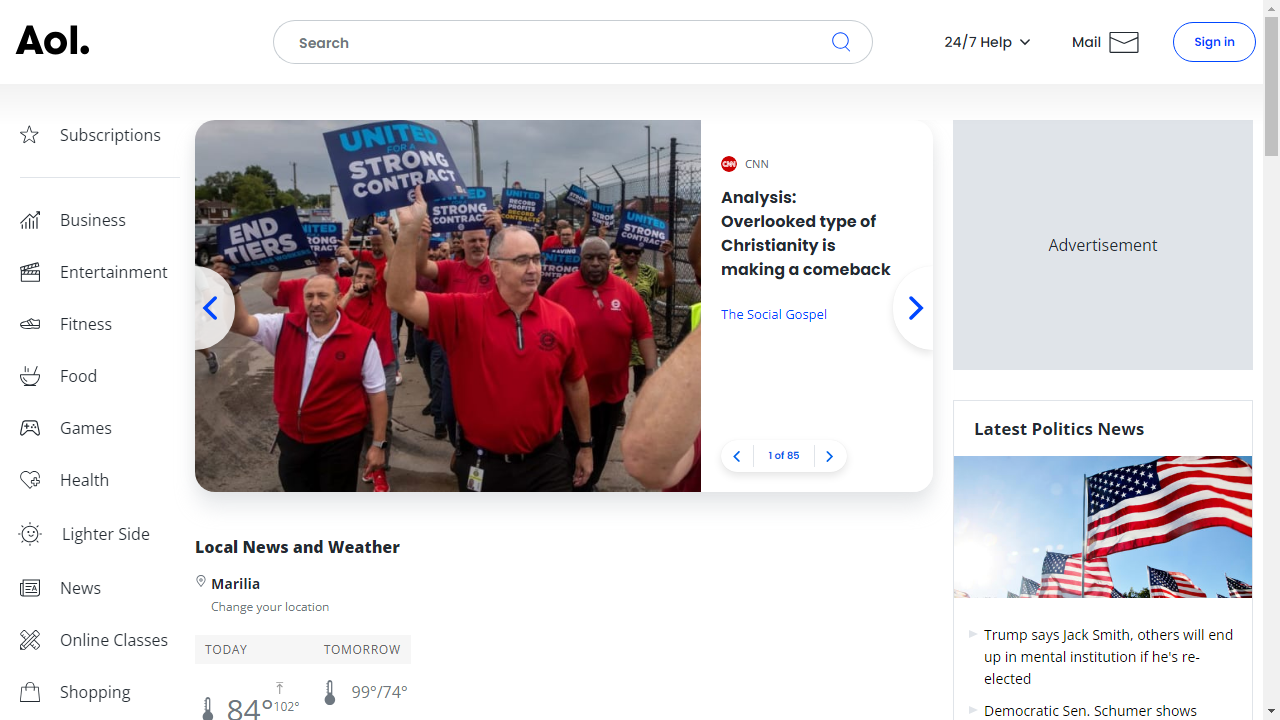 Aol.
Search
24/7 Help
Mail
Sign in
Subscriptions
Business
Entertainment
Fitness
Food
Games
Health
Lighter Side
News
Online Classes
Shopping
UNITED
FOR A
STRONG
CONTRACT
END
TIERS
STRONG
CONTRACT
UNITED
RECORD
PROFITS
RECORD
CONTRACTS
UNITED
STRONG
CONTRACT
CNN
CNN
Analysis:
Overlooked type of
Christianity is
making a comeback
The Social Gospel
1 of 85
Advertisement
Latest Politics News
Trump says Jack Smith, others will end
up in mental institution if he's re-
elected
Democratic Sen. Schumer shows
Local News and Weather
Marilia
Change your location
TODAY
TOMORROW
84°
102°
99°/74°